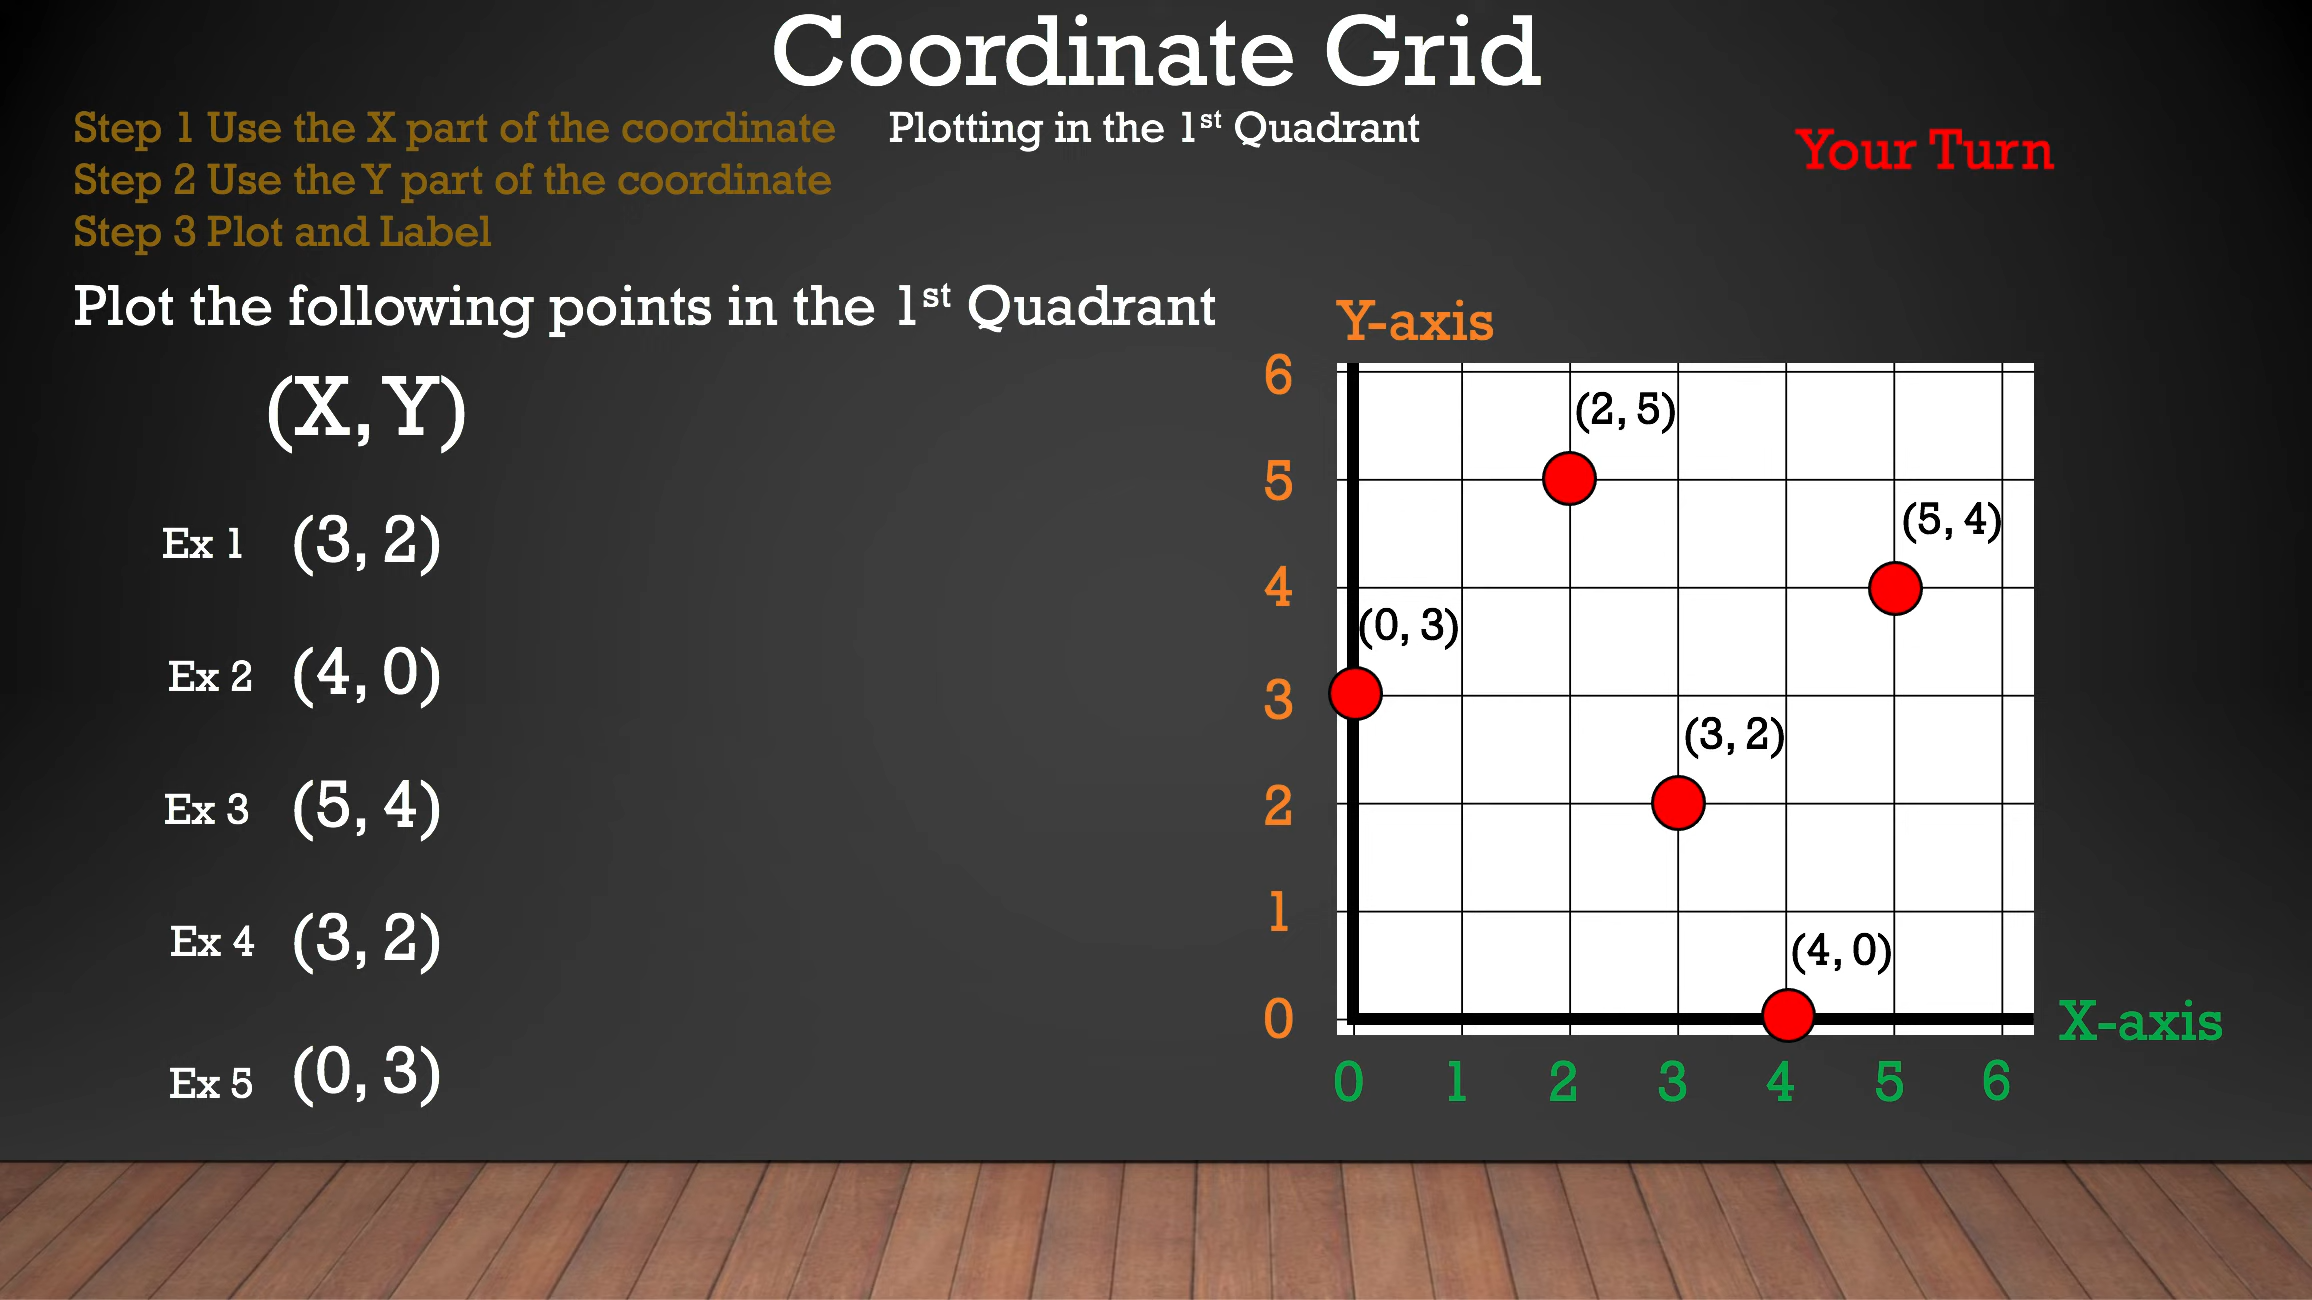 Coordinate Grid
Plotting in the 1st Quadrant
Step 1 Use the X part of the coordinate
Step 2 Use the Y part of the coordinate
Step 3 Plot and Label
Your Turn
Plot the following points in the 1st Quadrant
(X, Y)
Ex 1 (3, 2)
Ex 2 (4, 0)
Ex 3 (5, 4)
Ex 4 (3, 2)
Ex 5 (0, 3)
Y-axis
6
(2, 5)
5
(5, 4)
4
(0, 3)
3
(3, 2)
2
1
(4, 0)
0
X-axis
0 1 2 3 4 5 6